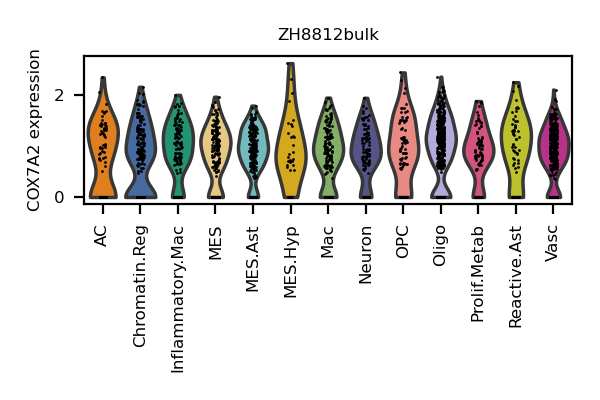 ZH8812bulk
COX7A2 expression
2
0
AC
Chromatin.Reg
Inflammatory.Mac
MES
MES.Ast
MES.Hyp
Mac
Neuron
OPC
Oligo
Prolif.Metab
Reactive.Ast
Vasc